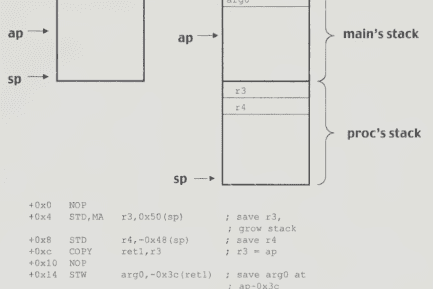 arg0
ap
ap
main's stack
sp
r3
r4
proc's stack
sp
+0x0 NOP
+0x4 STD,MA r3,0x50(sp) ; save r3,
; grow stack
+0x8 STD r4,-0x48(sp) ; save r4
+0xc COPY ret1,r3 ; r3 = ap
+0x10 NOP
+0x14 STW arg0,-0x3c(ret1) ; save arg0 at
; ap-0x3c